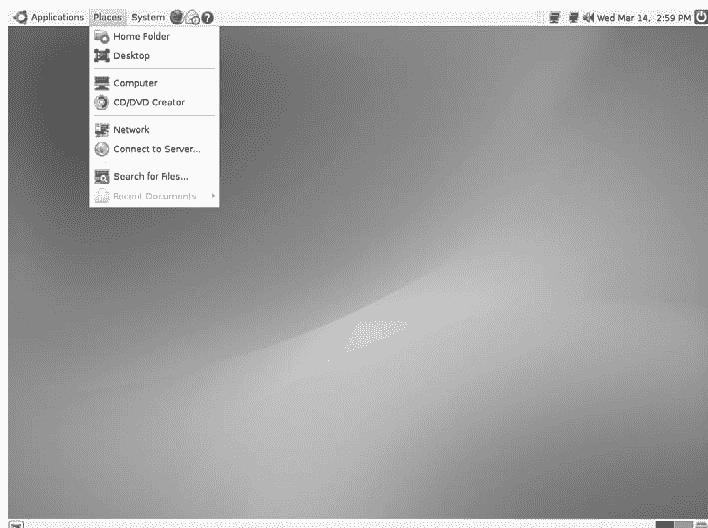 Applications Places System Wed Mar 14, 2:59 PM
Home Folder
Desktop
Computer
CD/DVD Creator
Network
Connect to Server...
Search for Files...
Recent Documents